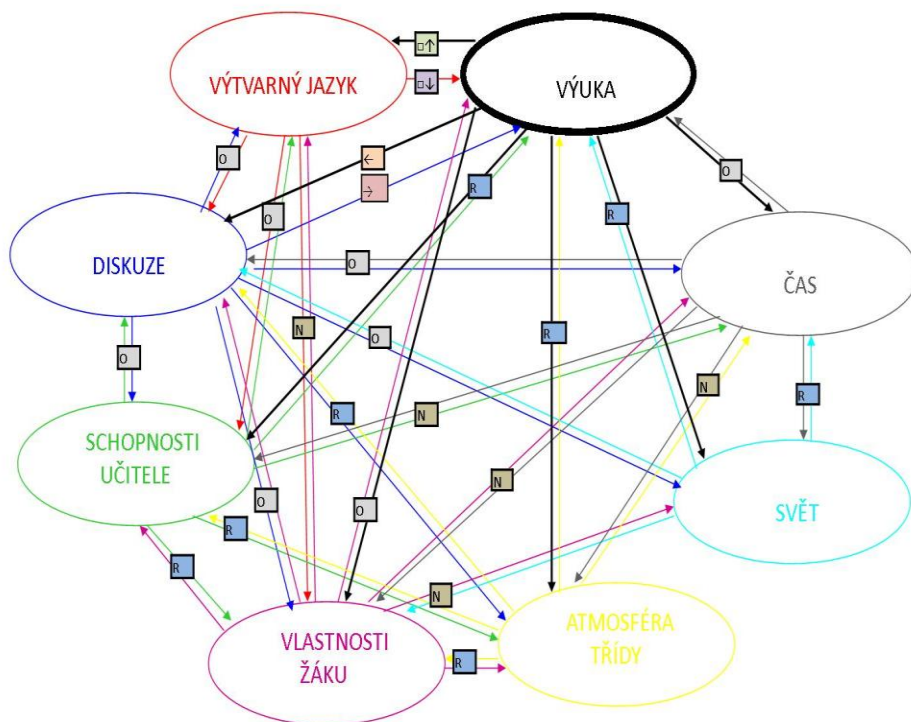 □↑
□↓
VÝTVARNÝ JAZYK
VÝUKA
O
←
→
R
R
O
O
DISKUZE
O
ČAS
N
O
R
O
R
N
N
R
SCHOPNOSTI
UČITELE
N
O
O
SVĚT
R
R
N
VLASTNOSTI
ŽÁKU
ATMOSFÉRA
TŘÍDY
R